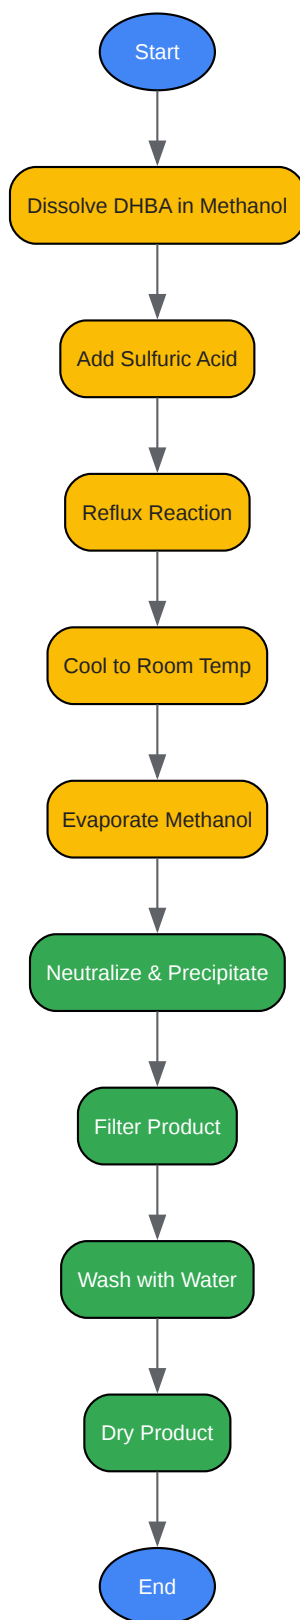 Start
Dissolve DHBA in Methanol
Add Sulfuric Acid
Reflux Reaction
Cool to Room Temp
Evaporate Methanol
Neutralize & Precipitate
Filter Product
Wash with Water
Dry Product
End